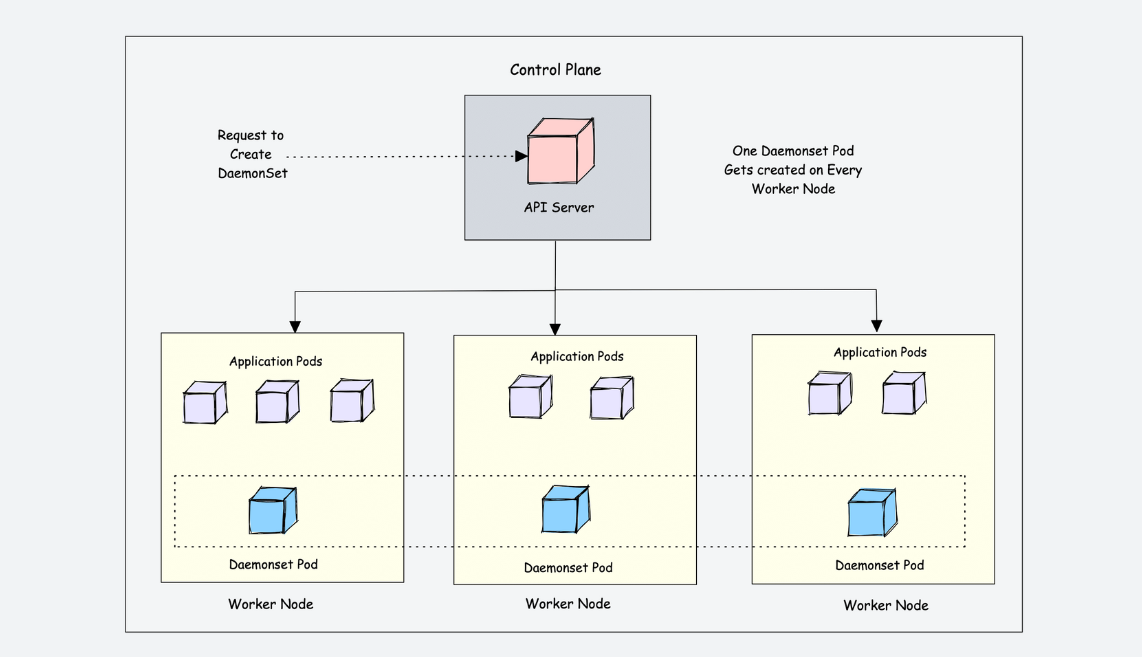 Control Plane
Request to
Create
DaemonSet
API Server
One Daemonset Pod
Gets created on Every
Worker Node
Application Pods
Application Pods
Application Pods
Daemonset Pod
Daemonset Pod
Daemonset Pod
Worker Node
Worker Node
Worker Node